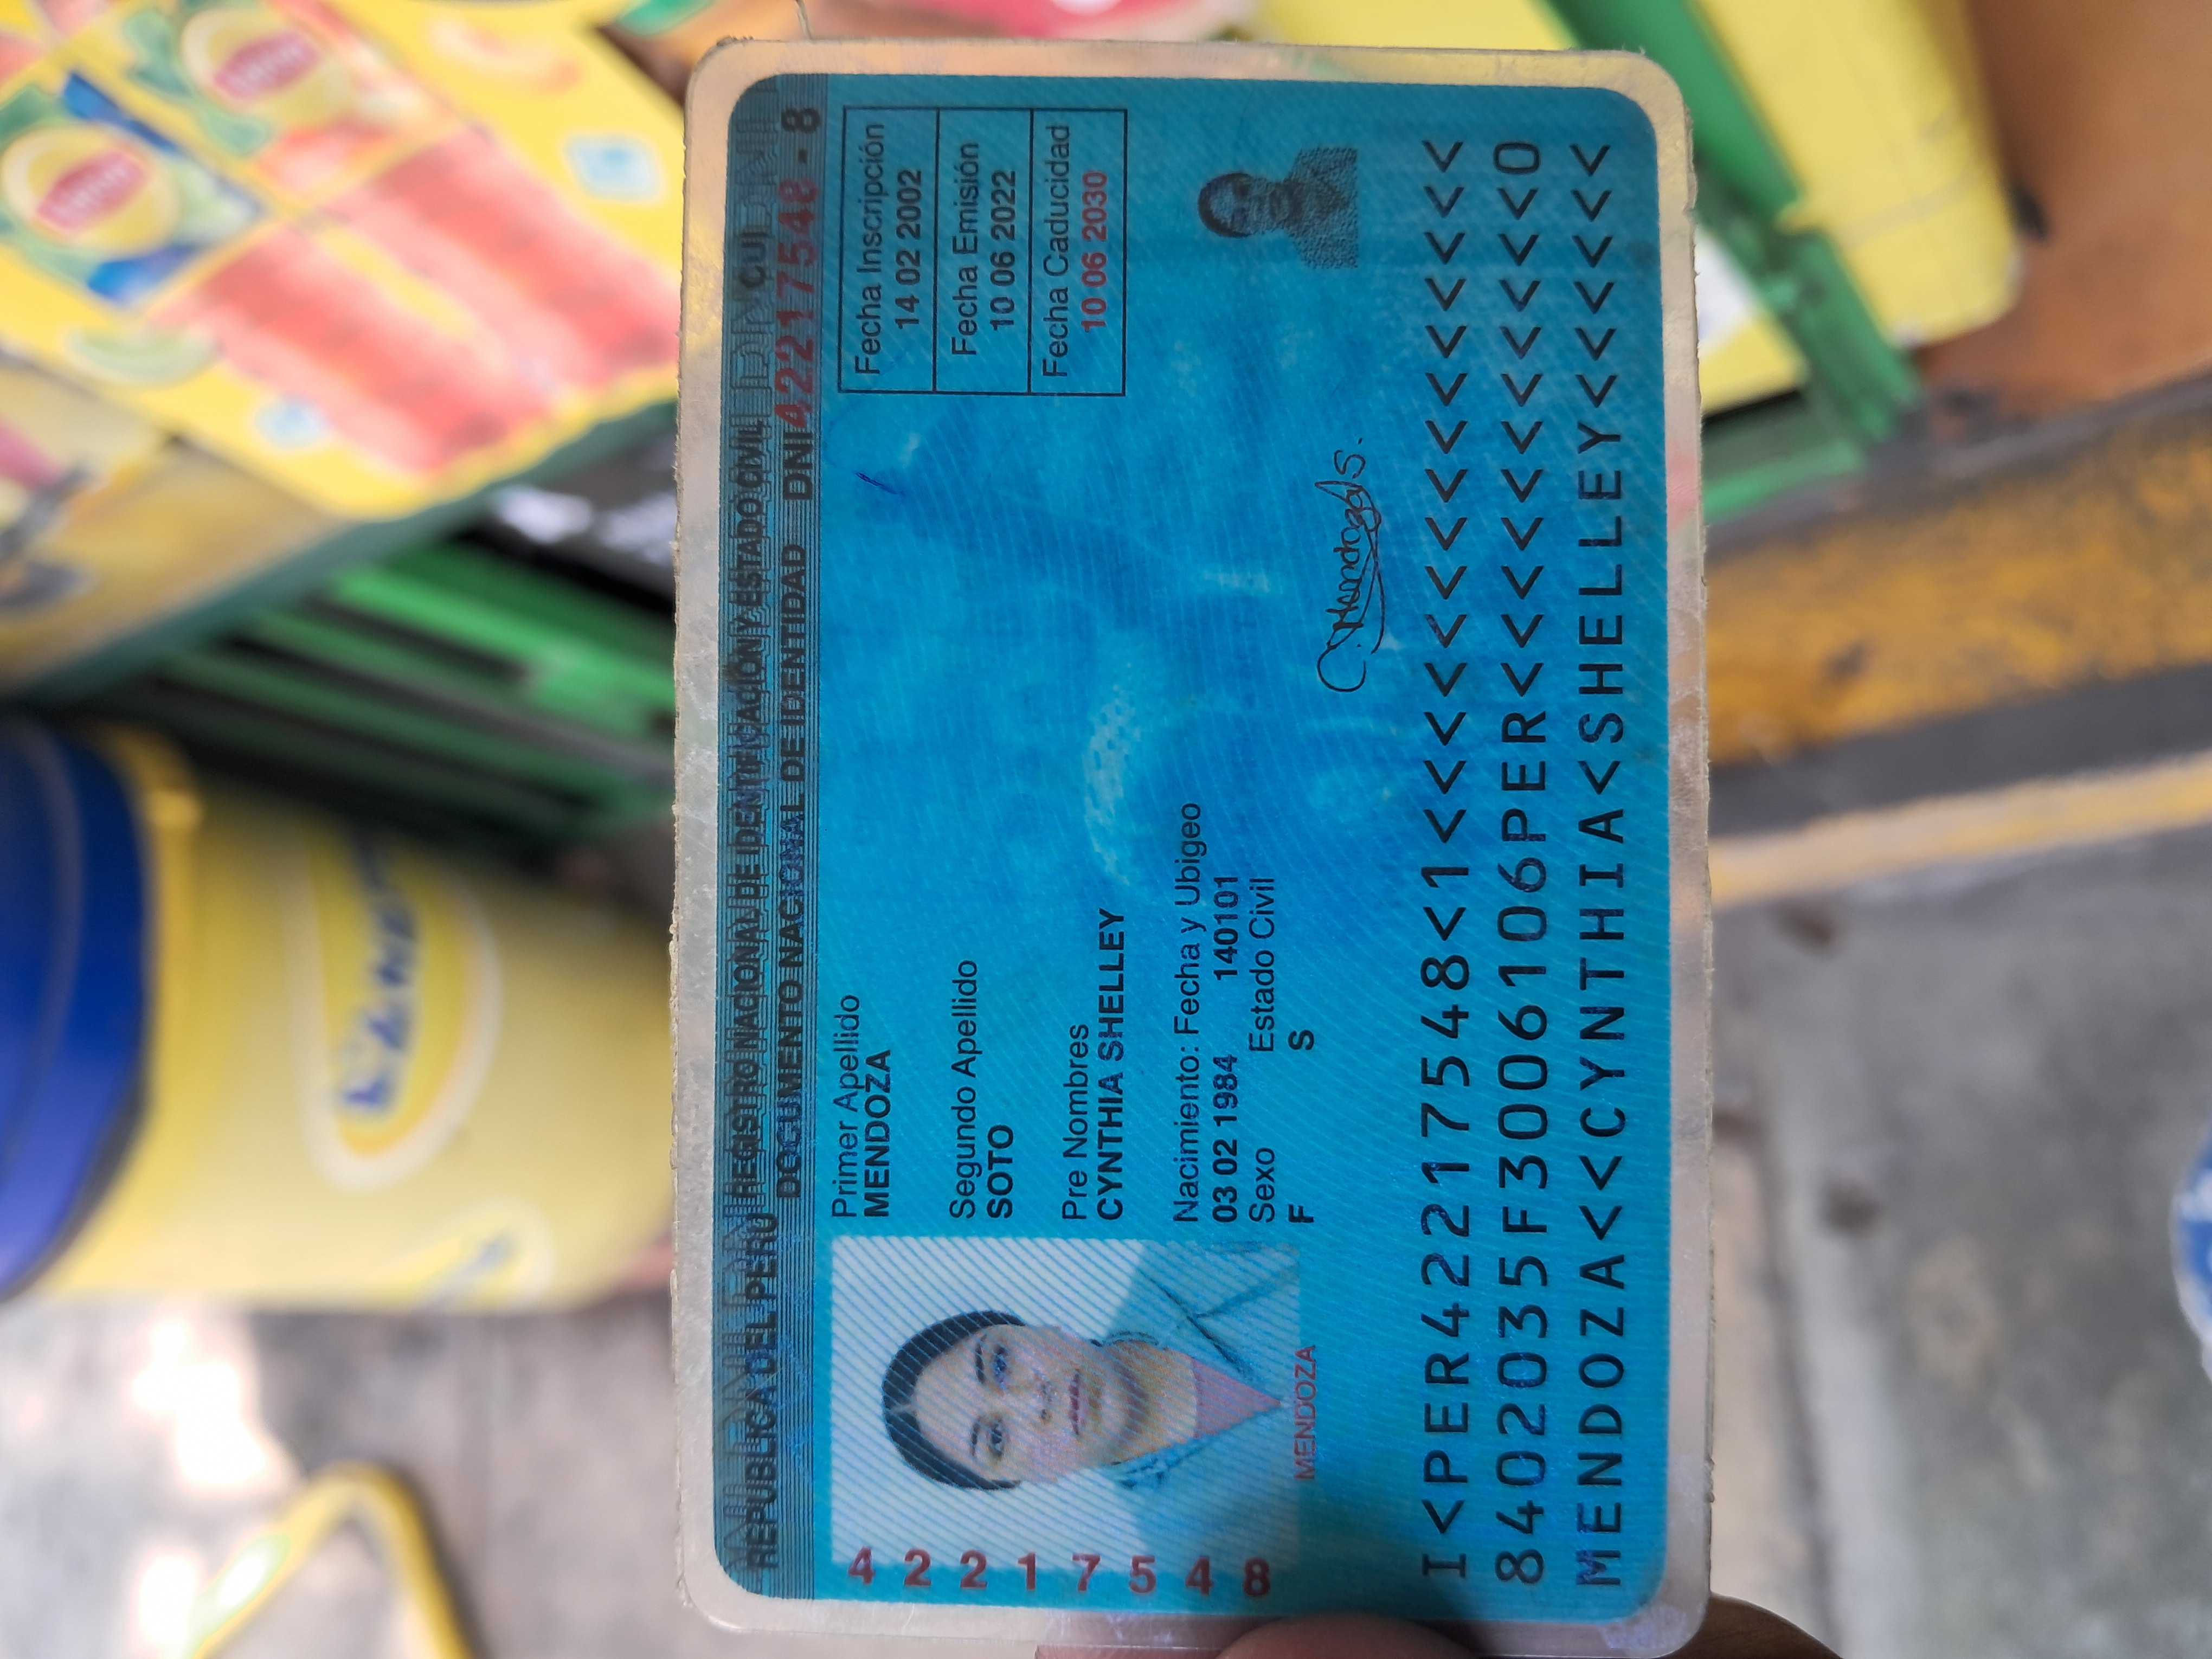 REPUBLICA DEL PERU REGISTRO NACIONAL DE IDENTIFICACIÓN Y ESTADO CIVIL CUI
DOCUMENTO NACIONAL DE IDENTIDAD DNI 42217548 - 8
Primer Apellido
MENDOZA
Segundo Apellido
SOTO
Pre Nombres
CYNTHIA SHELLEY
Nacimiento: Fecha y Ubigeo
03 02 1984 140101
Sexo Estado Civil
F S
Fecha Inscripción
14 02 2002
Fecha Emisión
10 06 2022
Fecha Caducidad
10 06 2030
42217548
MENDOZA
I<PER42217548<1<<<<<<<<<<<<<<<
8402035F3006106PER<<<<<<<<<<<0
MENDOZA<<CYNTHIA<SHELLEY<<<<<<